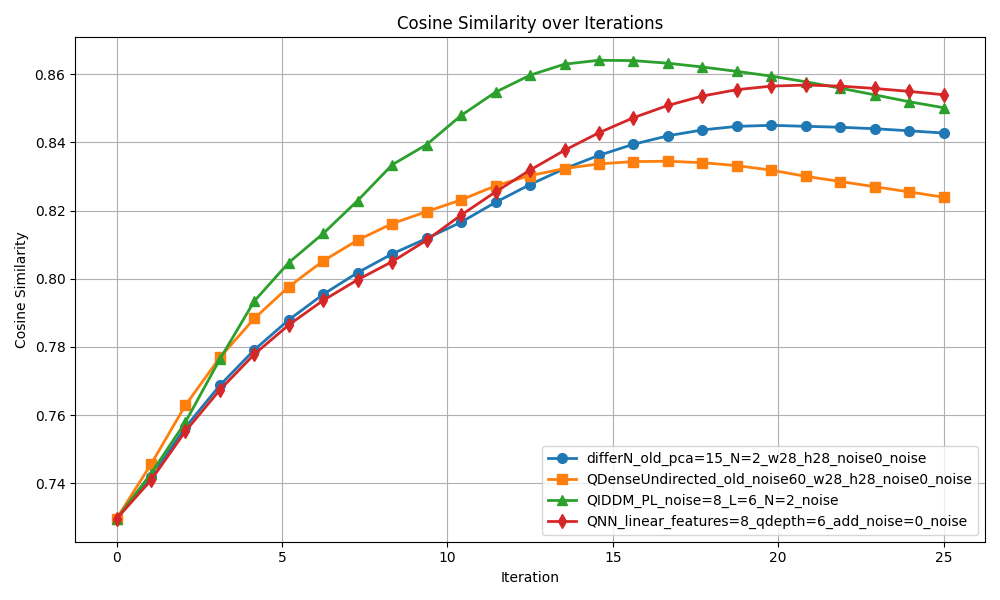 Cosine Similarity over Iterations
Cosine Similarity
0.86
0.84
0.82
0.80
0.78
0.76
0.74
differN_old_pca=15_N=2_w28_h28_noise0_noise
QDenseUndirected_old_noise60_w28_h28_noise0_noise
QIDDM_PL_noise=8_L=6_N=2_noise
QNN_linear_features=8_qdepth=6_add_noise=0_noise
0 5 10 15 20 25
Iteration